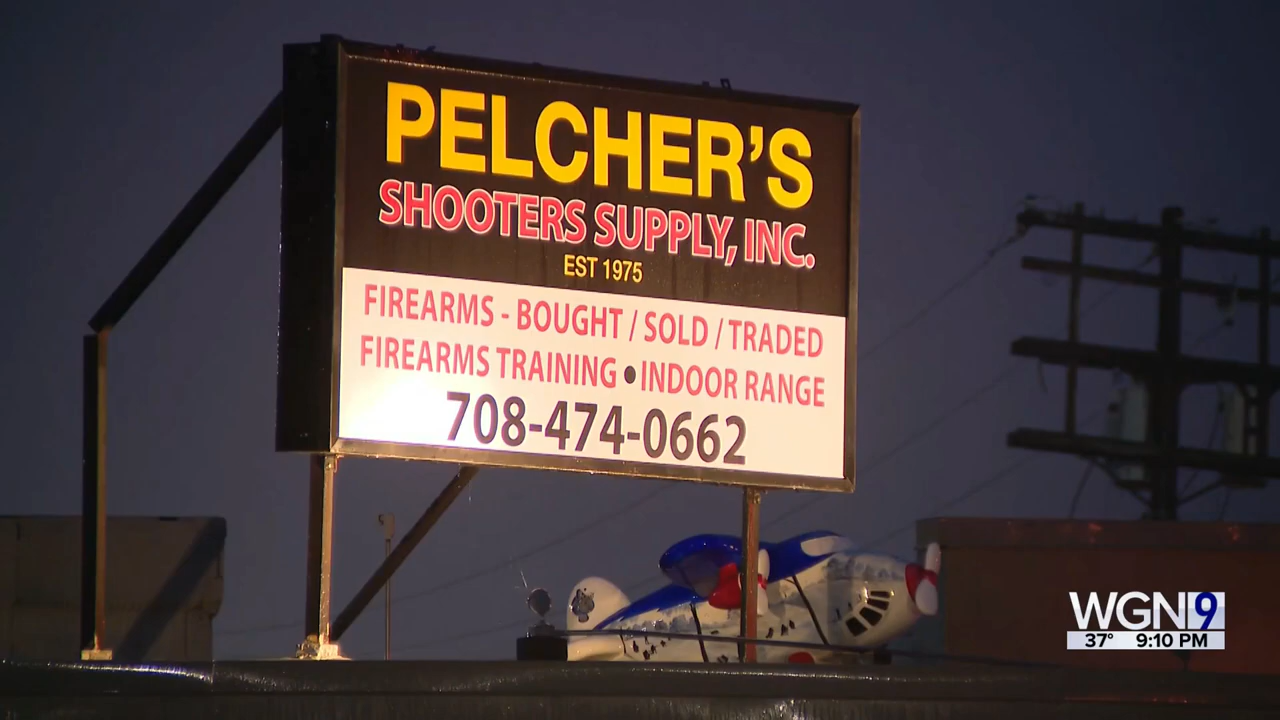 PELCHER'S
SHOOTERS SUPPLY, INC.
EST 1975
FIREARMS - BOUGHT / SOLD / TRADED
FIREARMS TRAINING • INDOOR RANGE
708-474-0662
WGN9
37° 9:10 PM